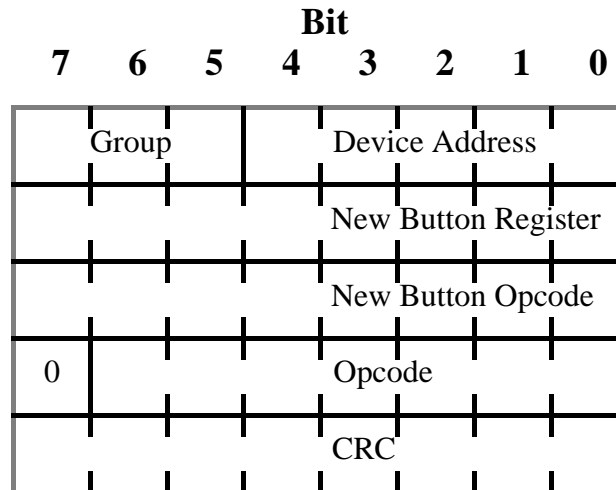 Bit
7 6 5 4 3 2 1 0
Group Device Address
New Button Register
New Button Opcode
0 Opcode
CRC